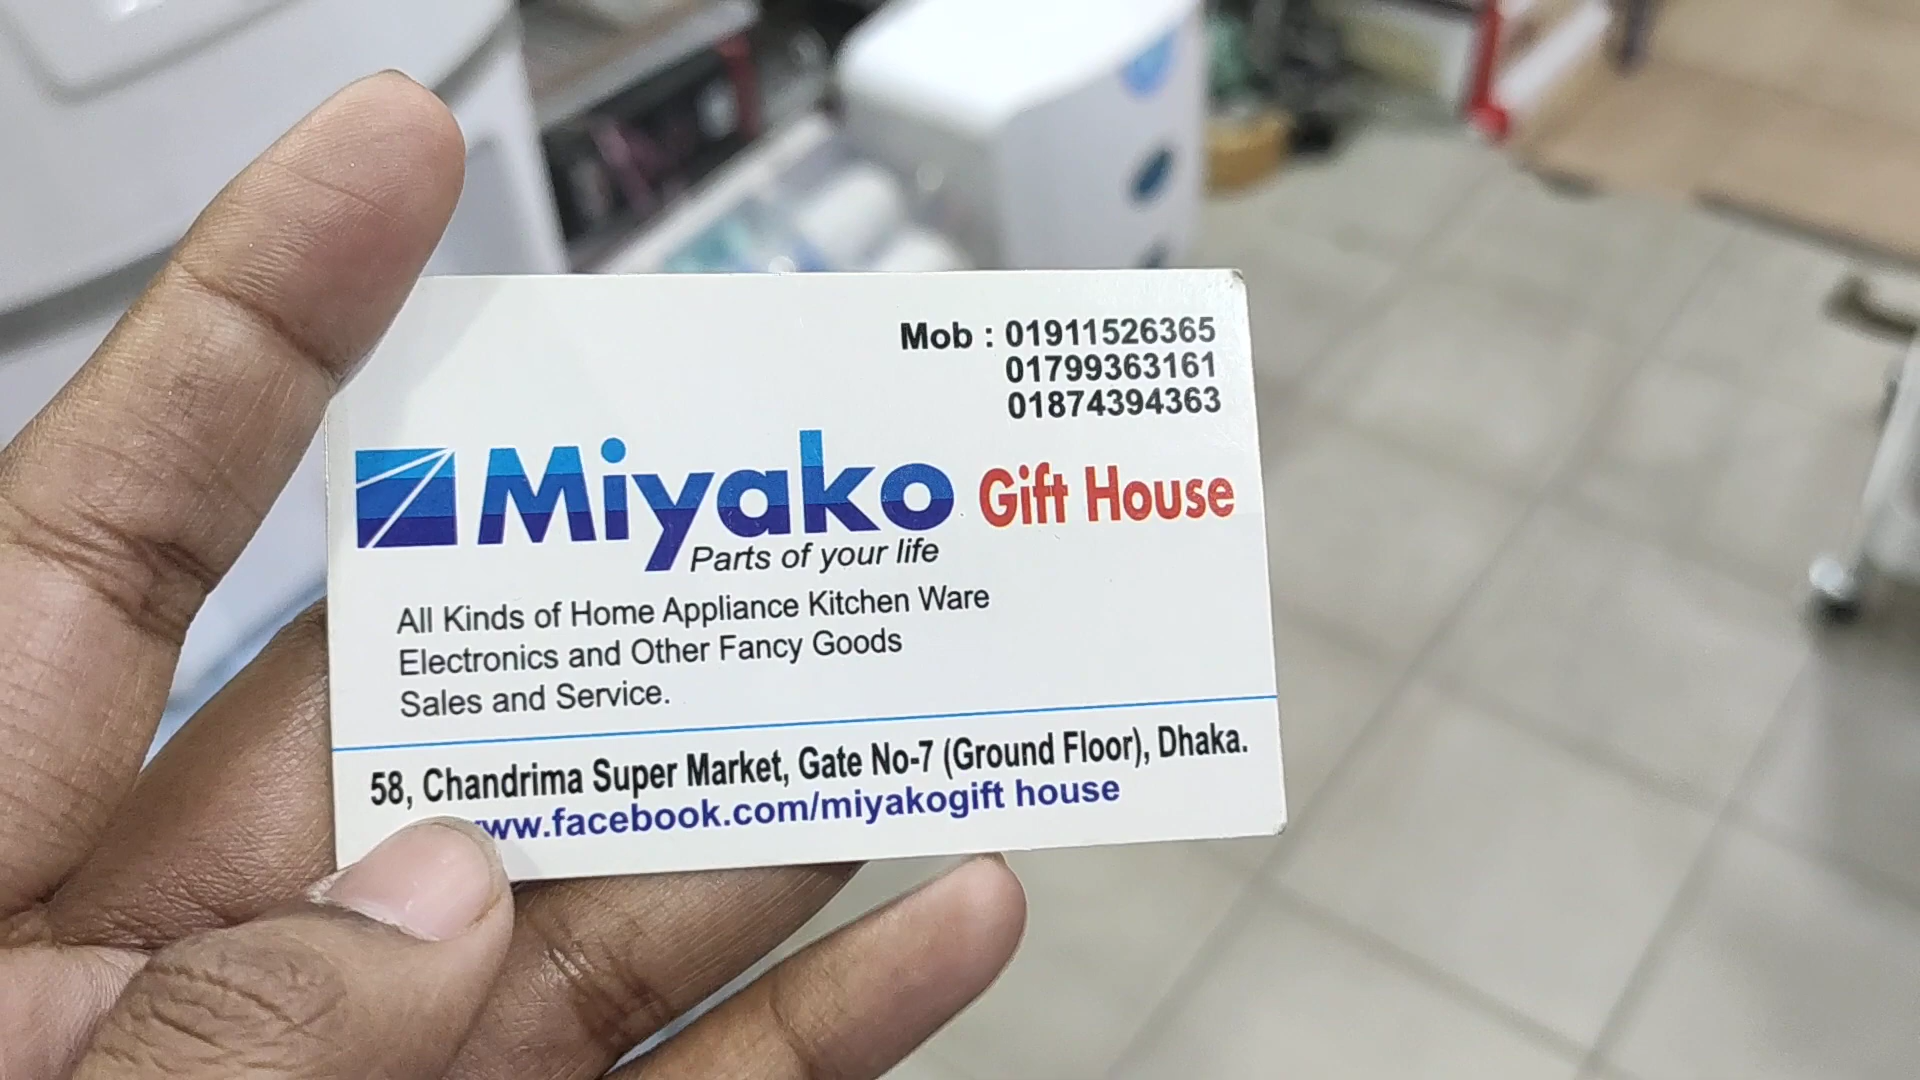 Mob : 01911526365
01799363161
01874394363
Miyako Gift House
Parts of your life
All Kinds of Home Appliance Kitchen Ware
Electronics and Other Fancy Goods
Sales and Service.
58, Chandrima Super Market, Gate No-7 (Ground Floor), Dhaka.
www.facebook.com/miyakogift house